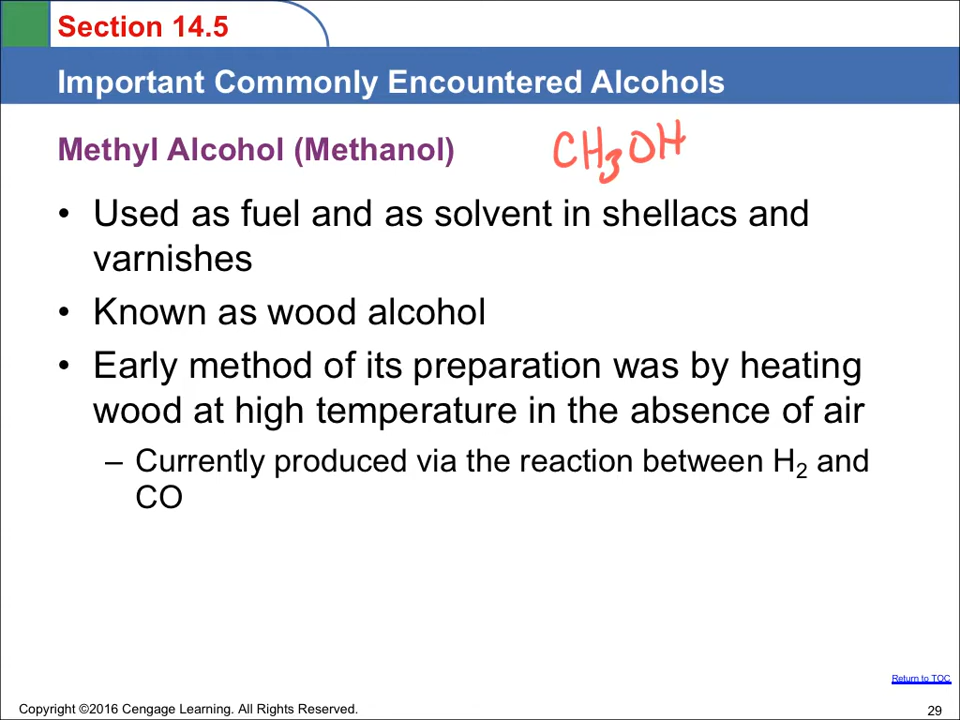 Section 14.5
Important Commonly Encountered Alcohols
Methyl Alcohol (Methanol) CH₃OH
• Used as fuel and as solvent in shellacs and
varnishes
• Known as wood alcohol
• Early method of its preparation was by heating
wood at high temperature in the absence of air
– Currently produced via the reaction between H₂ and
CO
Return to TOC
Copyright ©2016 Cengage Learning. All Rights Reserved. 29